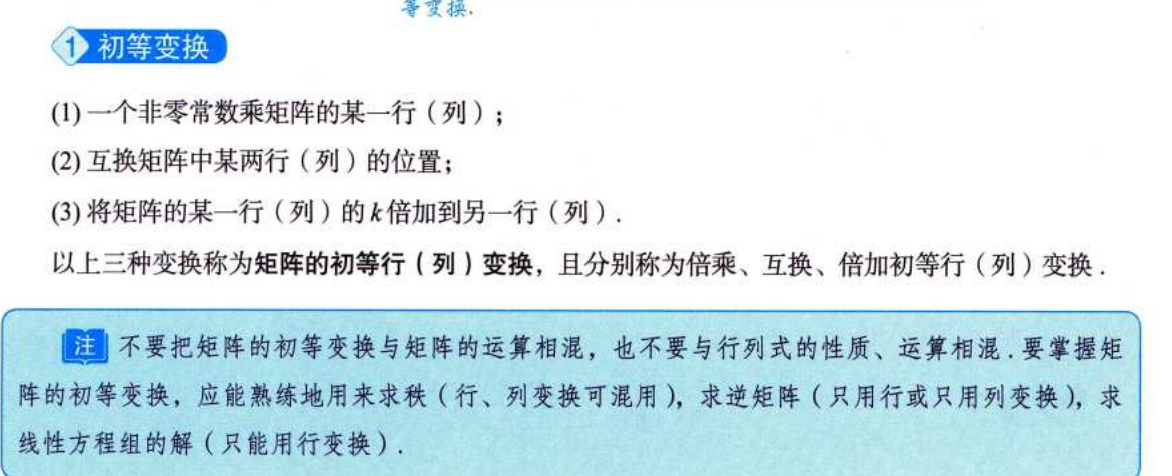 等变换.
1 初等变换
(1) 一个非零常数乘矩阵的某一行（列）；
(2) 互换矩阵中某两行（列）的位置；
(3) 将矩阵的某一行（列）的 k 倍加到另一行（列）.
以上三种变换称为矩阵的初等行（列）变换，且分别称为倍乘、互换、倍加初等行（列）变换.
注 不要把矩阵的初等变换与矩阵的运算相混，也不要与行列式的性质、运算相混.要掌握矩
阵的初等变换，应能熟练地用来求秩（行、列变换可混用），求逆矩阵（只用行或只用列变换），求
线性方程组的解（只能用行变换）.